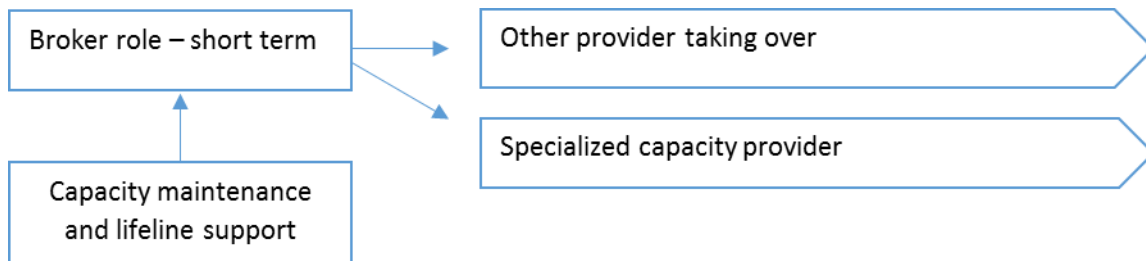 Broker role – short term
Other provider taking over
Specialized capacity provider
Capacity maintenance
and lifeline support